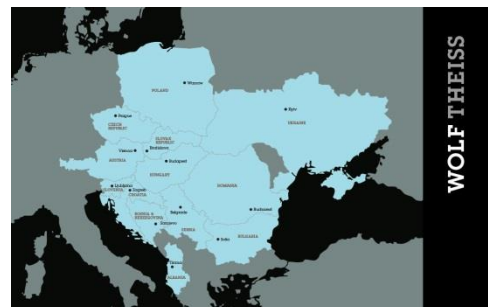 Warsaw
POLAND
Kyiv
Prague
CZECH
REPUBLIC
UKRAINE
SLOVAK
REPUBLIC
Vienna
Bratislava
AUSTRIA
Budapest
HUNGARY
Ljubljana
SLOVENIA
Zagreb
CROATIA
ROMANIA
BOSNIA &
HERZEGOVINA
Belgrade
Bucharest
Sarajevo
SERBIA
Sofia
BULGARIA
Tirana
ALBANIA
WOLF THEISS